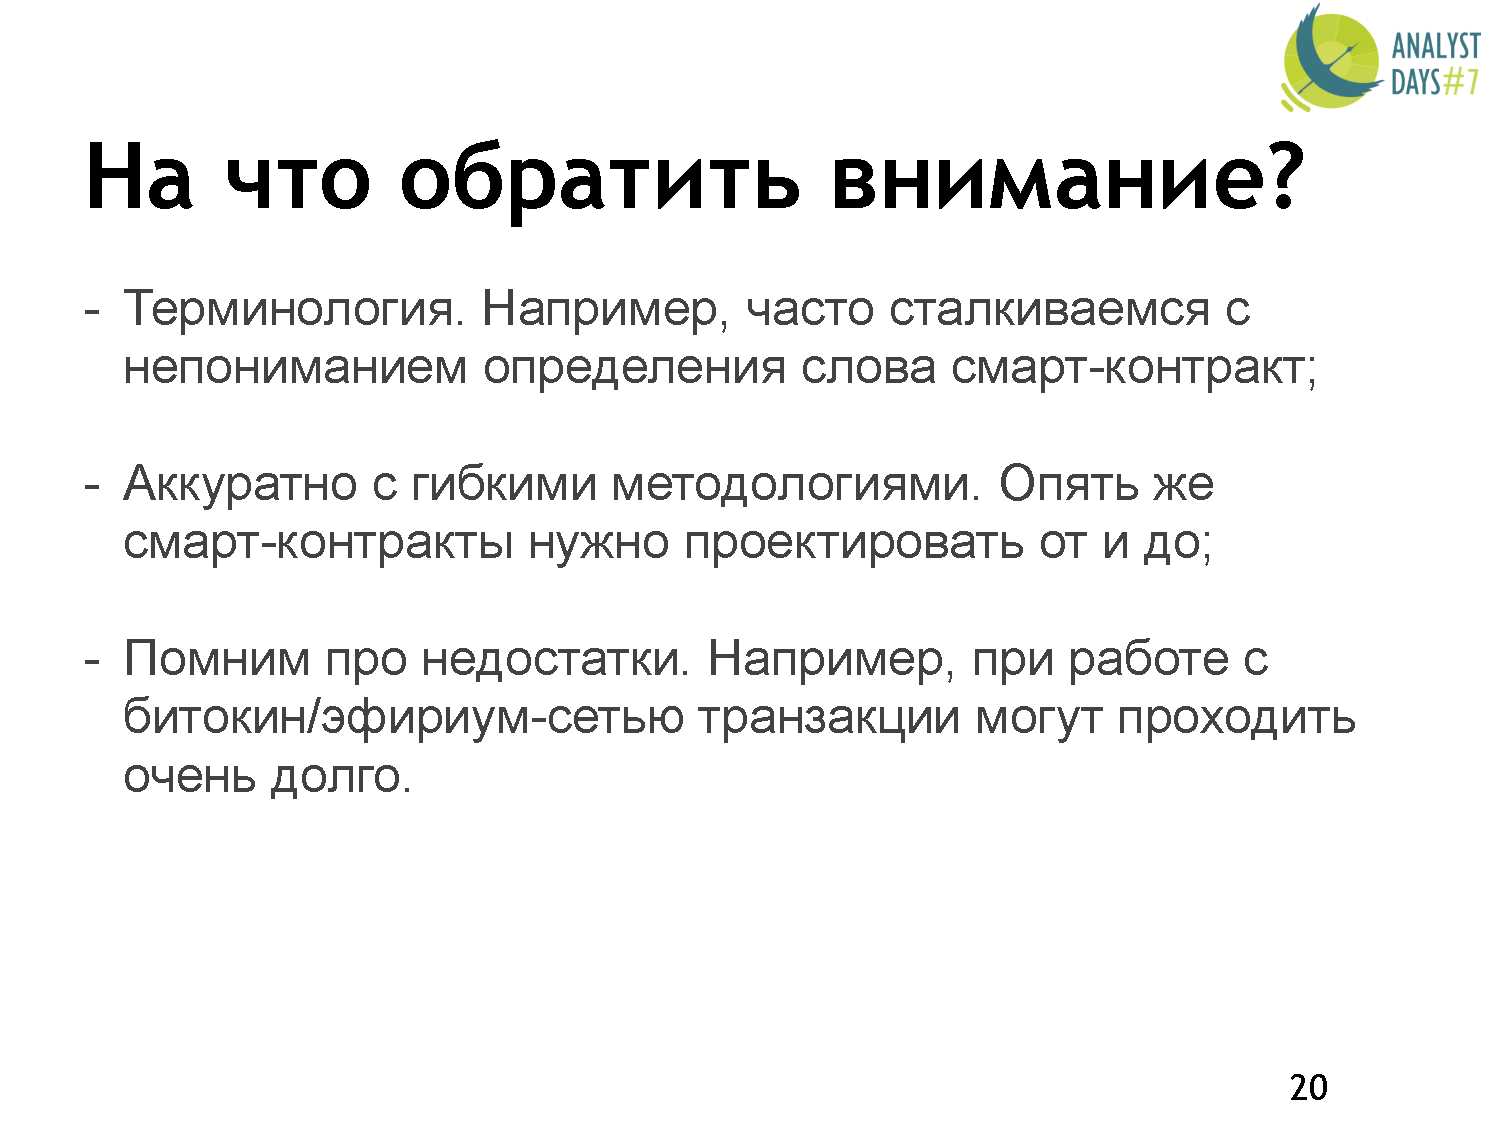 ANALYST
DAYS#7
На что обратить внимание?
- Терминология. Например, часто сталкиваемся с
непониманием определения слова смарт-контракт;
- Аккуратно с гибкими методологиями. Опять же
смарт-контракты нужно проектировать от и до;
- Помним про недостатки. Например, при работе с
битокин/эфириум-сетью транзакции могут проходить
очень долго.
20